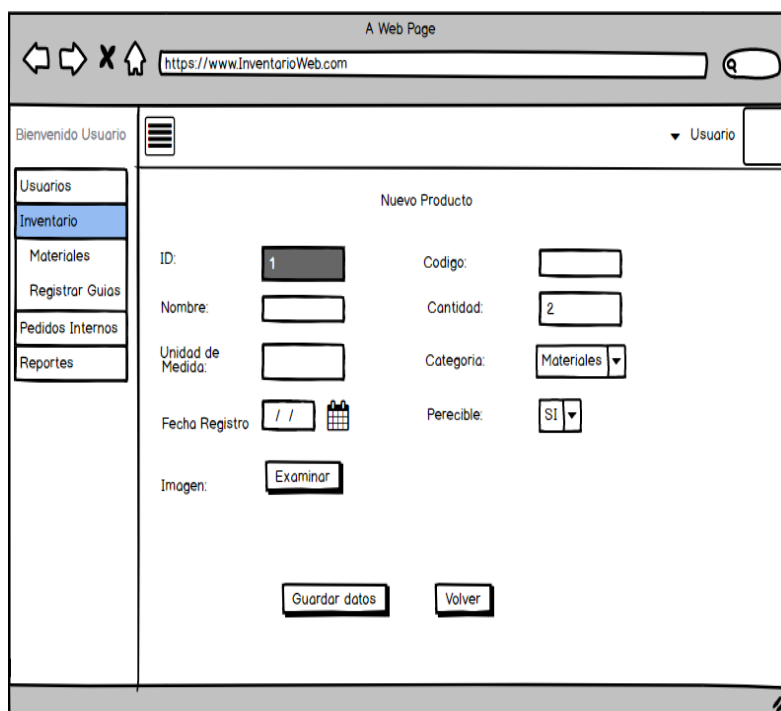 A Web Page
https://www.InventarioWeb.com
Bienvenido Usuario
Usuario
Usuarios
Inventario
Materiales
Registrar Guias
Pedidos Internos
Reportes
Nuevo Producto
ID: 1
Codigo:
Nombre:
Cantidad: 2
Unidad de
Medida:
Categoria: Materiales
Fecha Registro / /
Perecible: SI
Imagen: Examinar
Guardar datos
Volver